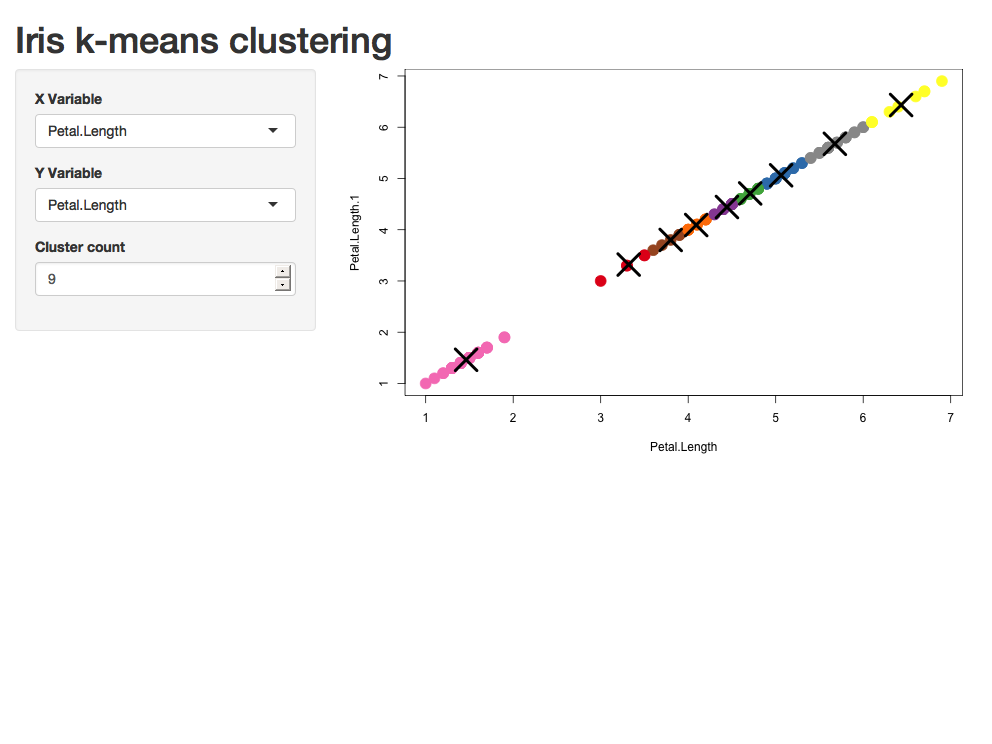 Iris k-means clustering
X Variable
Petal.Length
Y Variable
Petal.Length
Cluster count
9
Petal.Length.1
7
6
5
4
3
2
1
1 2 3 4 5 6 7
Petal.Length